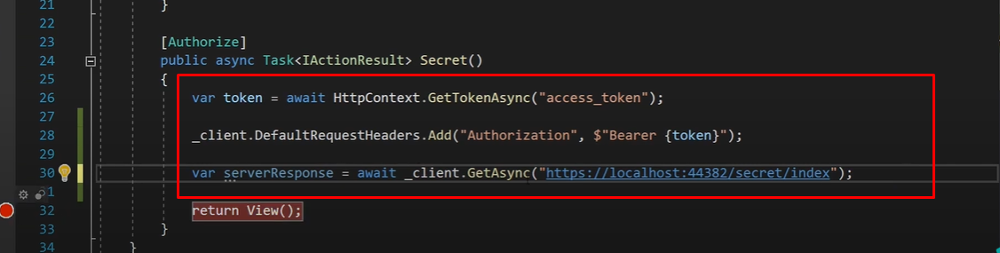 21 }
22
23 [Authorize]
24 public async Task<IActionResult> Secret()
25 {
26 var token = await HttpContext.GetTokenAsync("access_token");
27
28 _client.DefaultRequestHeaders.Add("Authorization", $"Bearer {token}");
29
30 var serverResponse = await _client.GetAsync("https://localhost:44382/secret/index");
31
32 return View();
33 }
34 }